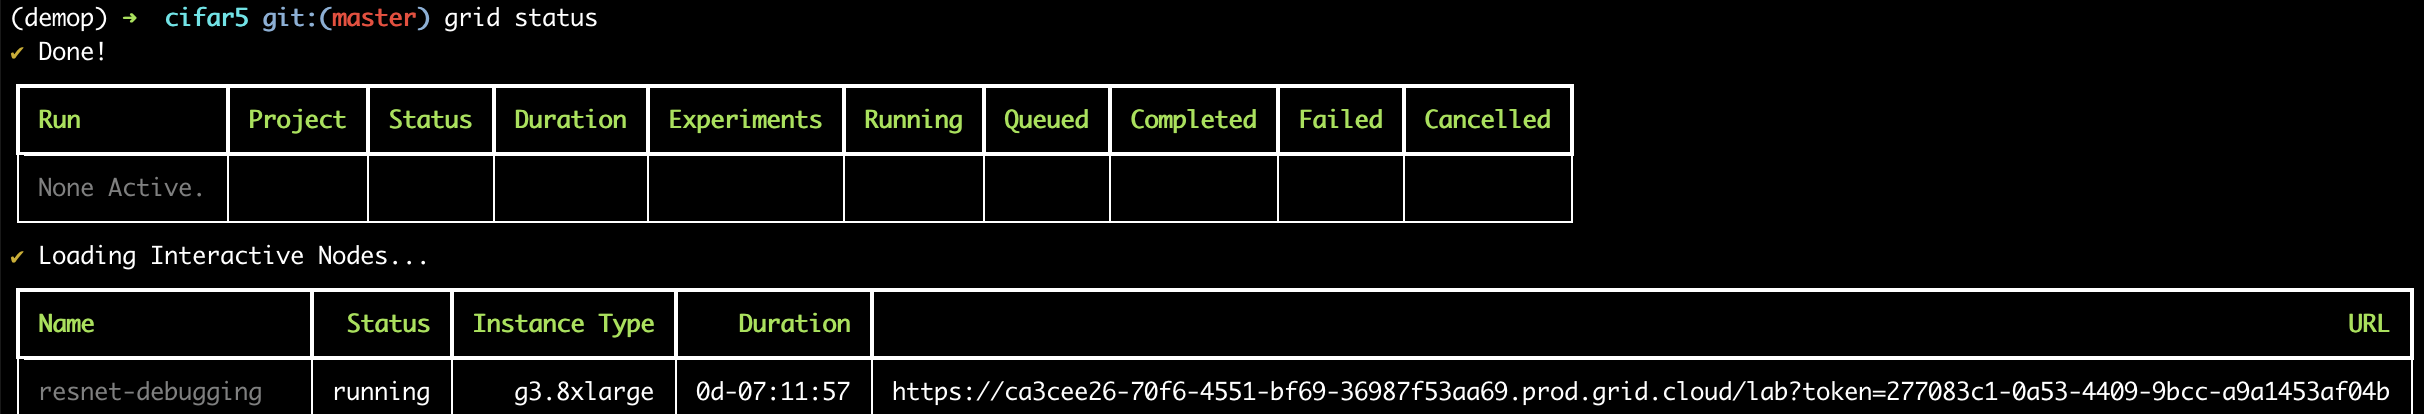 (demop) ➜ cifar5 git:(master) grid status
✔ Done!
Run Project Status Duration Experiments Running Queued Completed Failed Cancelled
None Active.
✔ Loading Interactive Nodes...
Name Status Instance Type Duration URL
resnet-debugging running g3.8xlarge 0d-07:11:57 https://ca3cee26-70f6-4551-bf69-36987f53aa69.prod.grid.cloud/lab?token=277083c1-0a53-4409-9bcc-a9a1453af04b